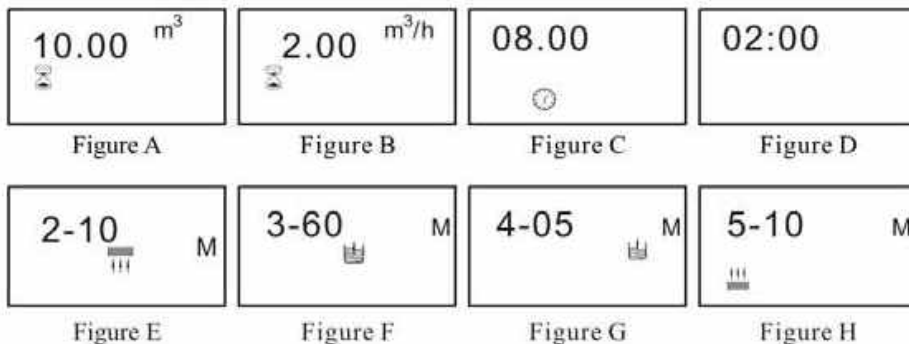 10.00 m³
2.00 m³/h
08.00
02:00
Figure A
Figure B
Figure C
Figure D
2-10 M
3-60 M
4-05 M
5-10 M
Figure E
Figure F
Figure G
Figure H